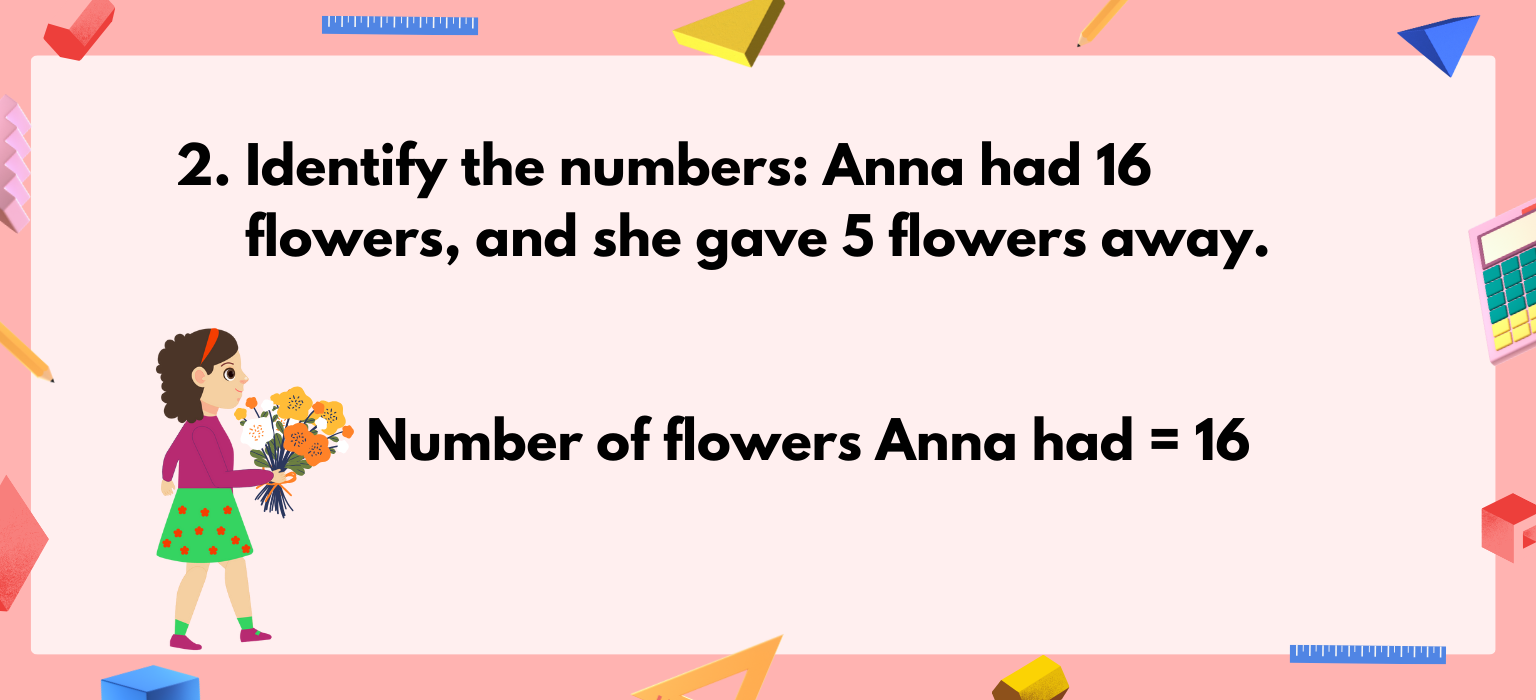 2. Identify the numbers: Anna had 16
flowers, and she gave 5 flowers away.
Number of flowers Anna had = 16